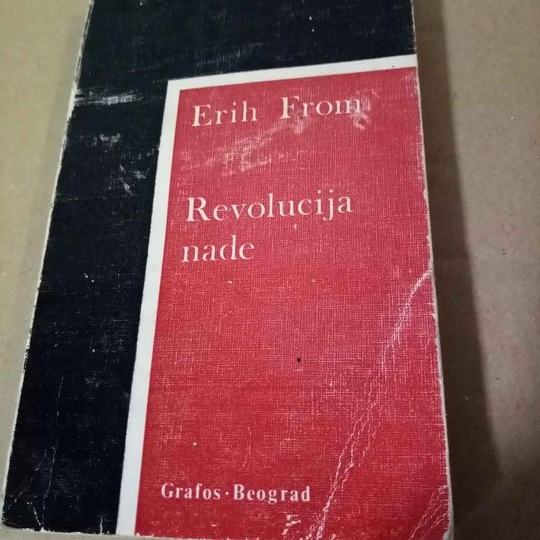 Erih From
Revolucija
nade
Grafos·Beograd